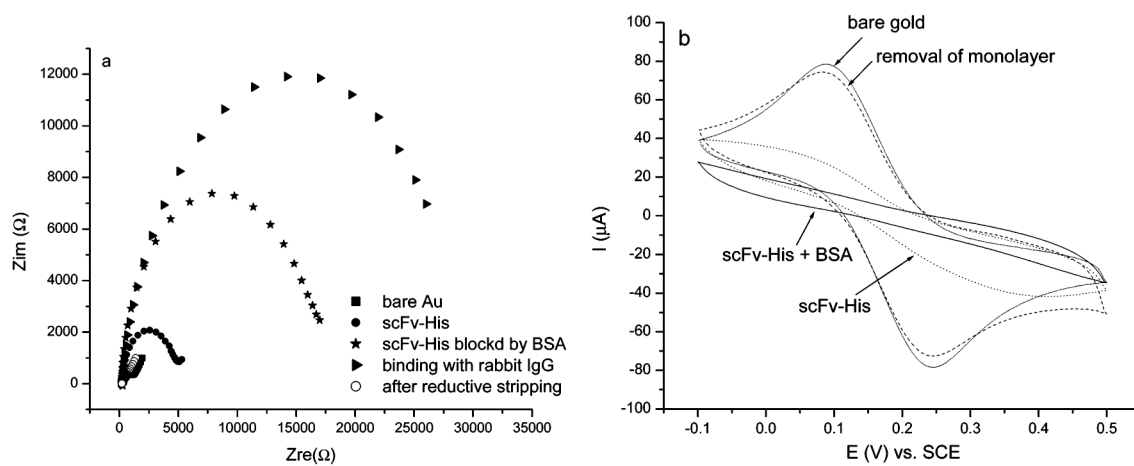 a
Zim (Ω)
12000
10000
8000
6000
4000
2000
0
bare Au
scFv-His
scFv-His blockd by BSA
binding with rabbit IgG
after reductive stripping
0 5000 10000 15000 20000 25000 30000 35000
Zre(Ω)
b
I (μA)
100
80
60
40
20
0
-20
-40
-60
-80
-100
bare gold
removal of monolayer
scFv-His + BSA
scFv-His
-0.1 0.0 0.1 0.2 0.3 0.4 0.5
E (V) vs. SCE